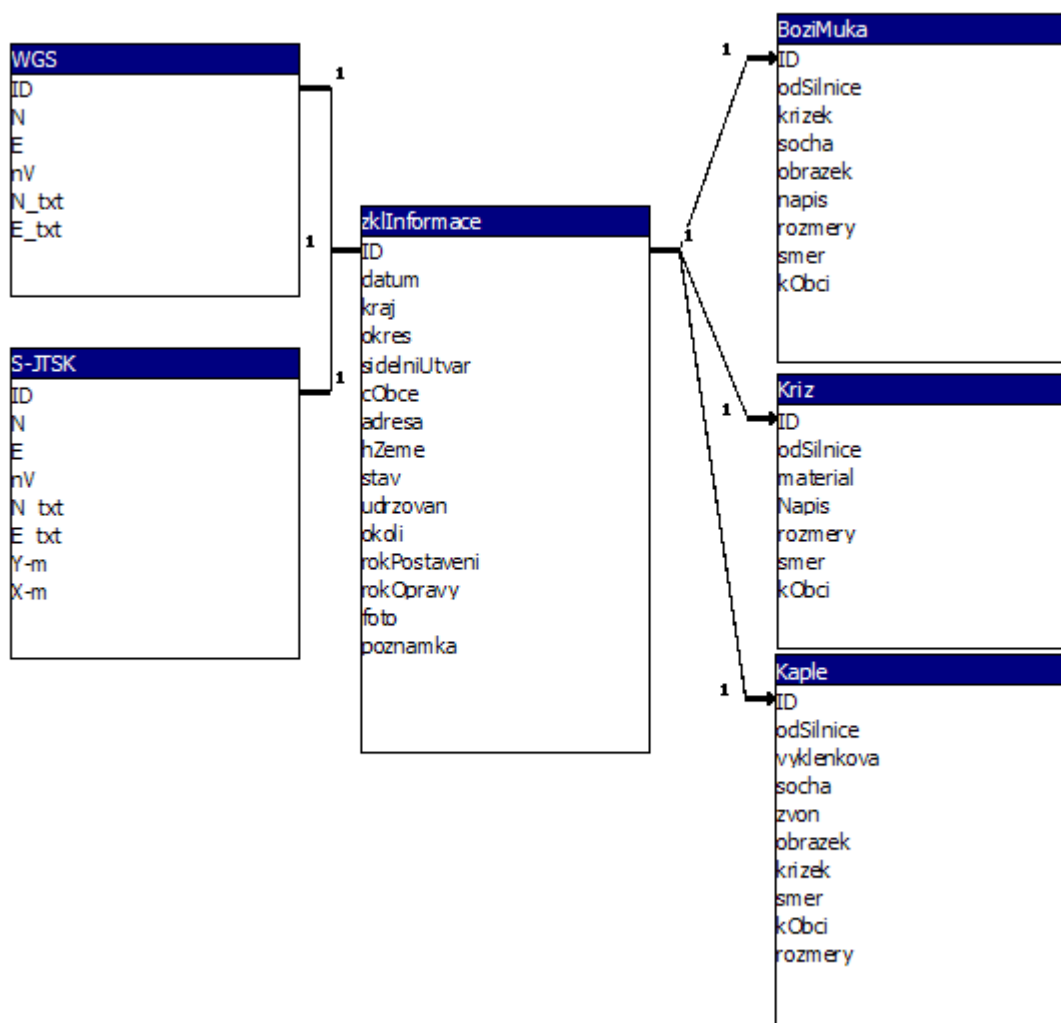 WGS
ID
N
E
nV
N_txt
E_txt
1
S-JTSK
ID
N
E
nV
N_txt
E_txt
Y-m
X-m
1
1
zklInformace
ID
datum
kraj
okres
sidelniUtvar
cObce
adresa
hZeme
stav
udrzovan
okoli
rokPostaveni
rokOpravy
foto
poznamka
1
1
BoziMuka
ID
odSilnice
krizek
socha
obrazek
napis
rozmery
smer
kObci
1
Kriz
ID
odSilnice
material
Napis
rozmery
smer
kObci
1
Kaple
ID
odSilnice
vyklenkova
socha
zvon
obrazek
krizek
smer
kObci
rozmery